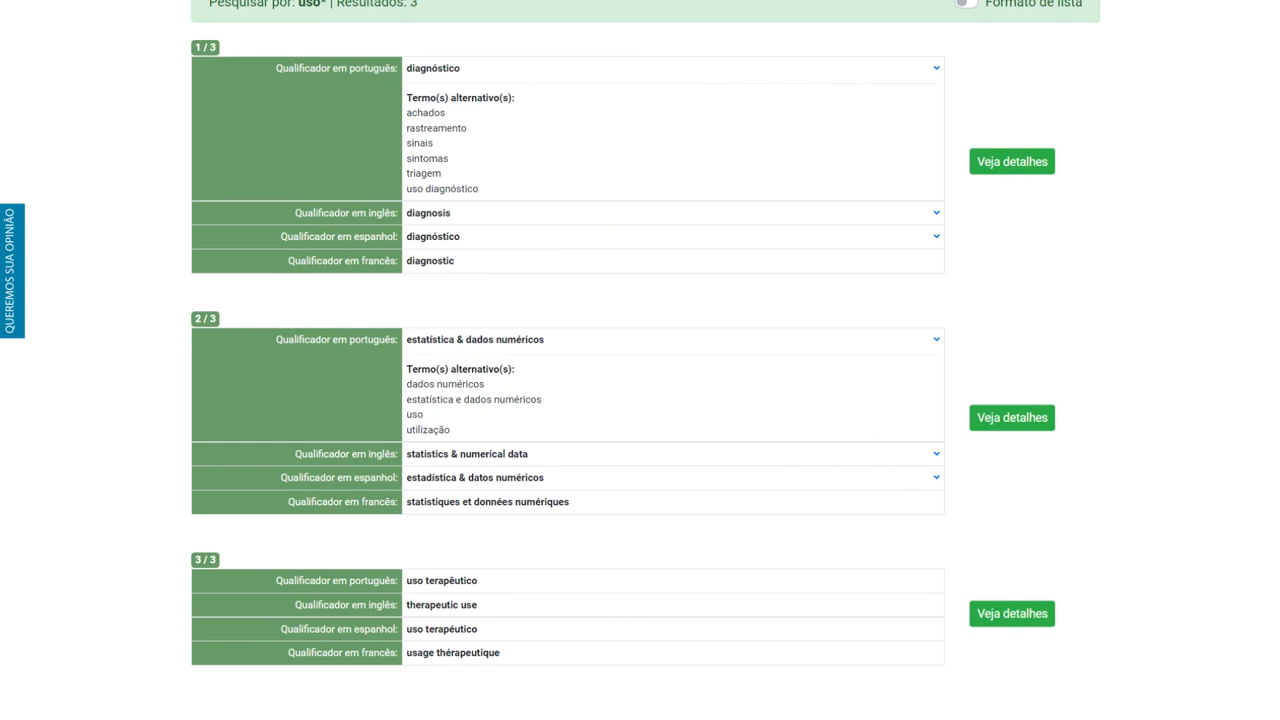 Pesquisar por: uso* | Resultados: 3
Formato de lista
1 / 3
Qualificador em português: diagnóstico
Termo(s) alternativo(s):
achados
rastreamento
sinais
sintomas
triagem
uso diagnóstico
Veja detalhes
Qualificador em inglês: diagnosis
Qualificador em espanhol: diagnóstico
Qualificador em francês: diagnostic
QUEREMOS SUA OPINIÃO
2 / 3
Qualificador em português: estatística & dados numéricos
Termo(s) alternativo(s):
dados numéricos
estatística e dados numéricos
uso
utilização
Veja detalhes
Qualificador em inglês: statistics & numerical data
Qualificador em espanhol: estadística & datos numéricos
Qualificador em francês: statistiques et données numériques
3 / 3
Qualificador em português: uso terapêutico
Qualificador em inglês: therapeutic use
Veja detalhes
Qualificador em espanhol: uso terapéutico
Qualificador em francês: usage thérapeutique